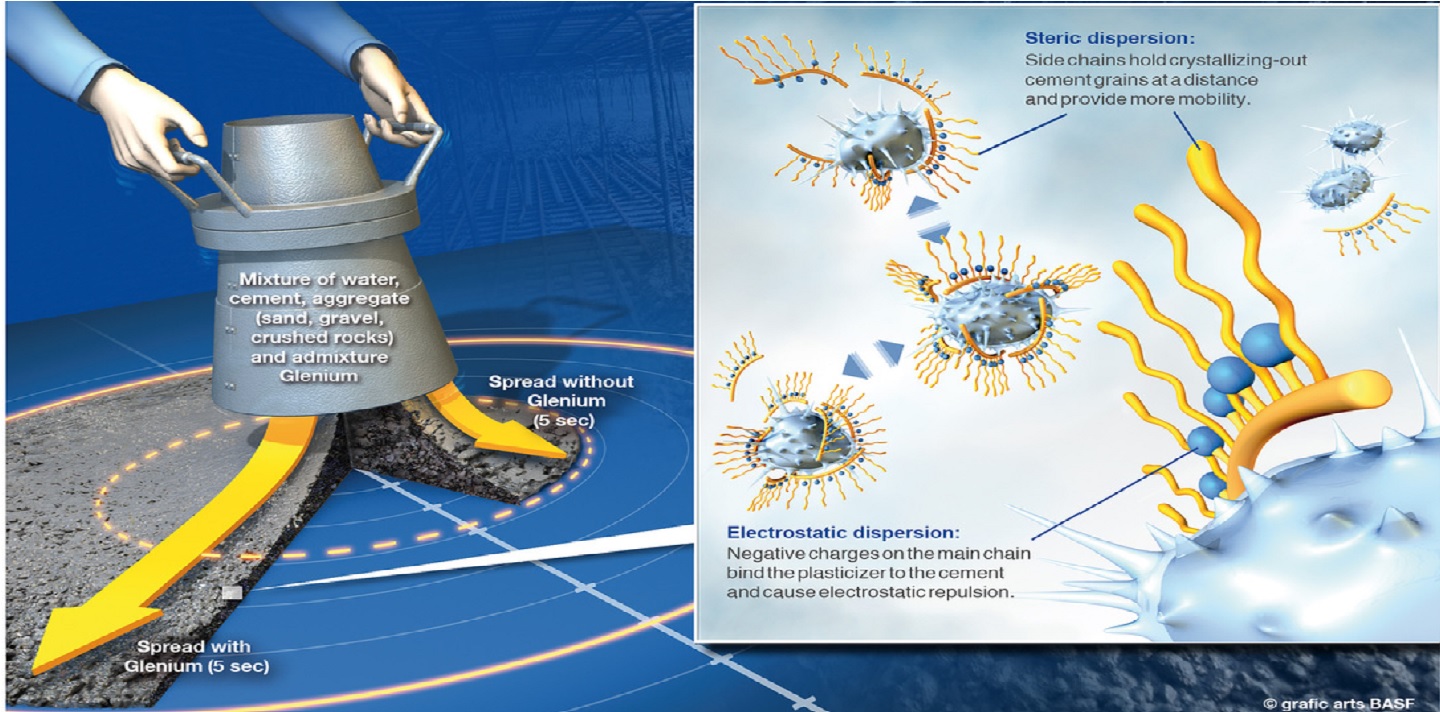 Mixture of water,
cement, aggregate
(sand, gravel,
crushed rocks)
and admixture
Glenium
Spread without
Glenium
(5 sec)
Spread with
Glenium (5 sec)
Steric dispersion:
Side chains hold crystallizing-out
cement grains at a distance
and provide more mobility.
Electrostatic dispersion:
Negative charges on the main chain
bind the plasticizer to the cement
and cause electrostatic repulsion.
© grafic arts BASF